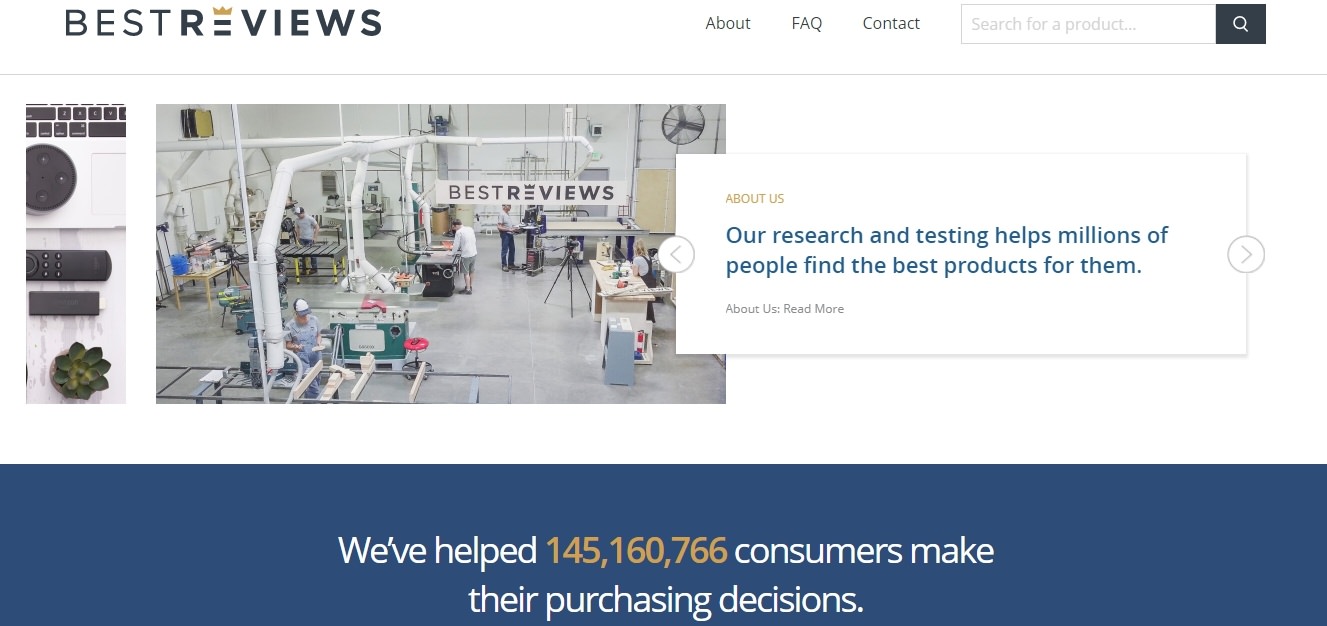 BESTREVIEWS
About
FAQ
Contact
Search for a product...
BESTREVIEWS
ABOUT US
Our research and testing helps millions of
people find the best products for them.
About Us: Read More
We’ve helped 145,160,766 consumers make
their purchasing decisions.